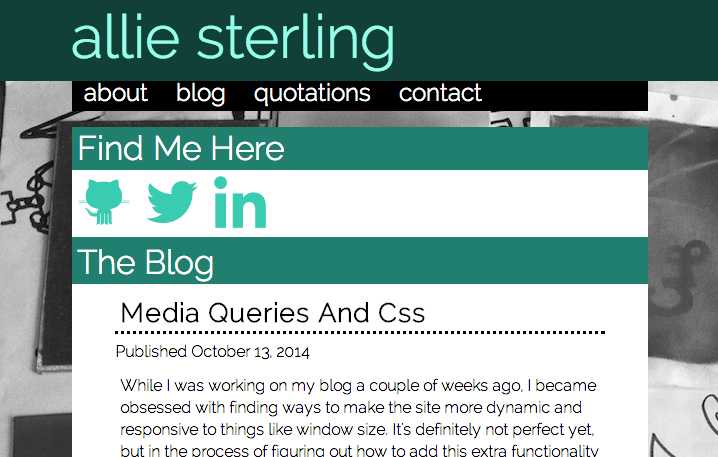 allie sterling
about blog quotations contact
Find Me Here
in
The Blog
Media Queries And Css
Published October 13, 2014
While I was working on my blog a couple of weeks ago, I became
obsessed with finding ways to make the site more dynamic and
responsive to things like window size. It's definitely not perfect yet,
but in the process of figuring out how to add this extra functionality